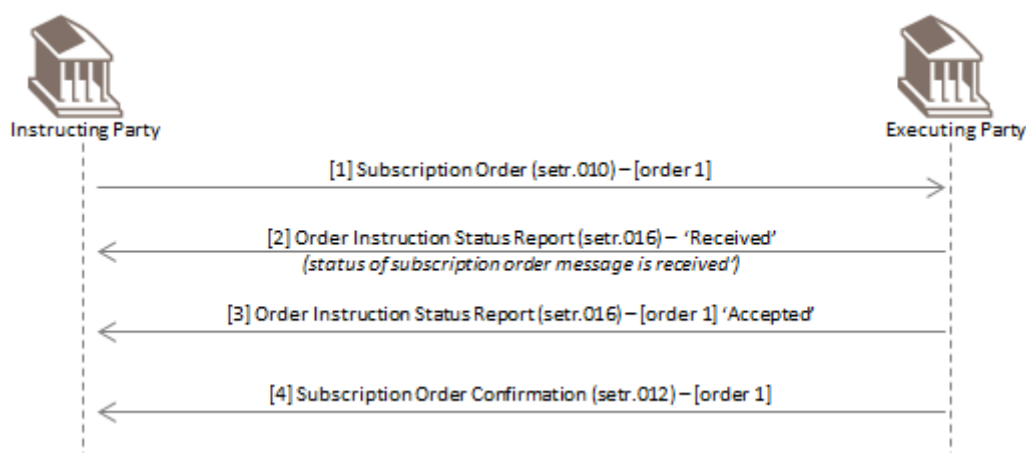 Instructing Party
Executing Party
[1] Subscription Order (setr.010) – [order 1]
[2] Order Instruction Status Report (setr.016) – ‘Received’
(status of subscription order message is received’)
[3] Order Instruction Status Report (setr.016) – [order 1] ‘Accepted’
[4] Subscription Order Confirmation (setr.012) – [order 1]